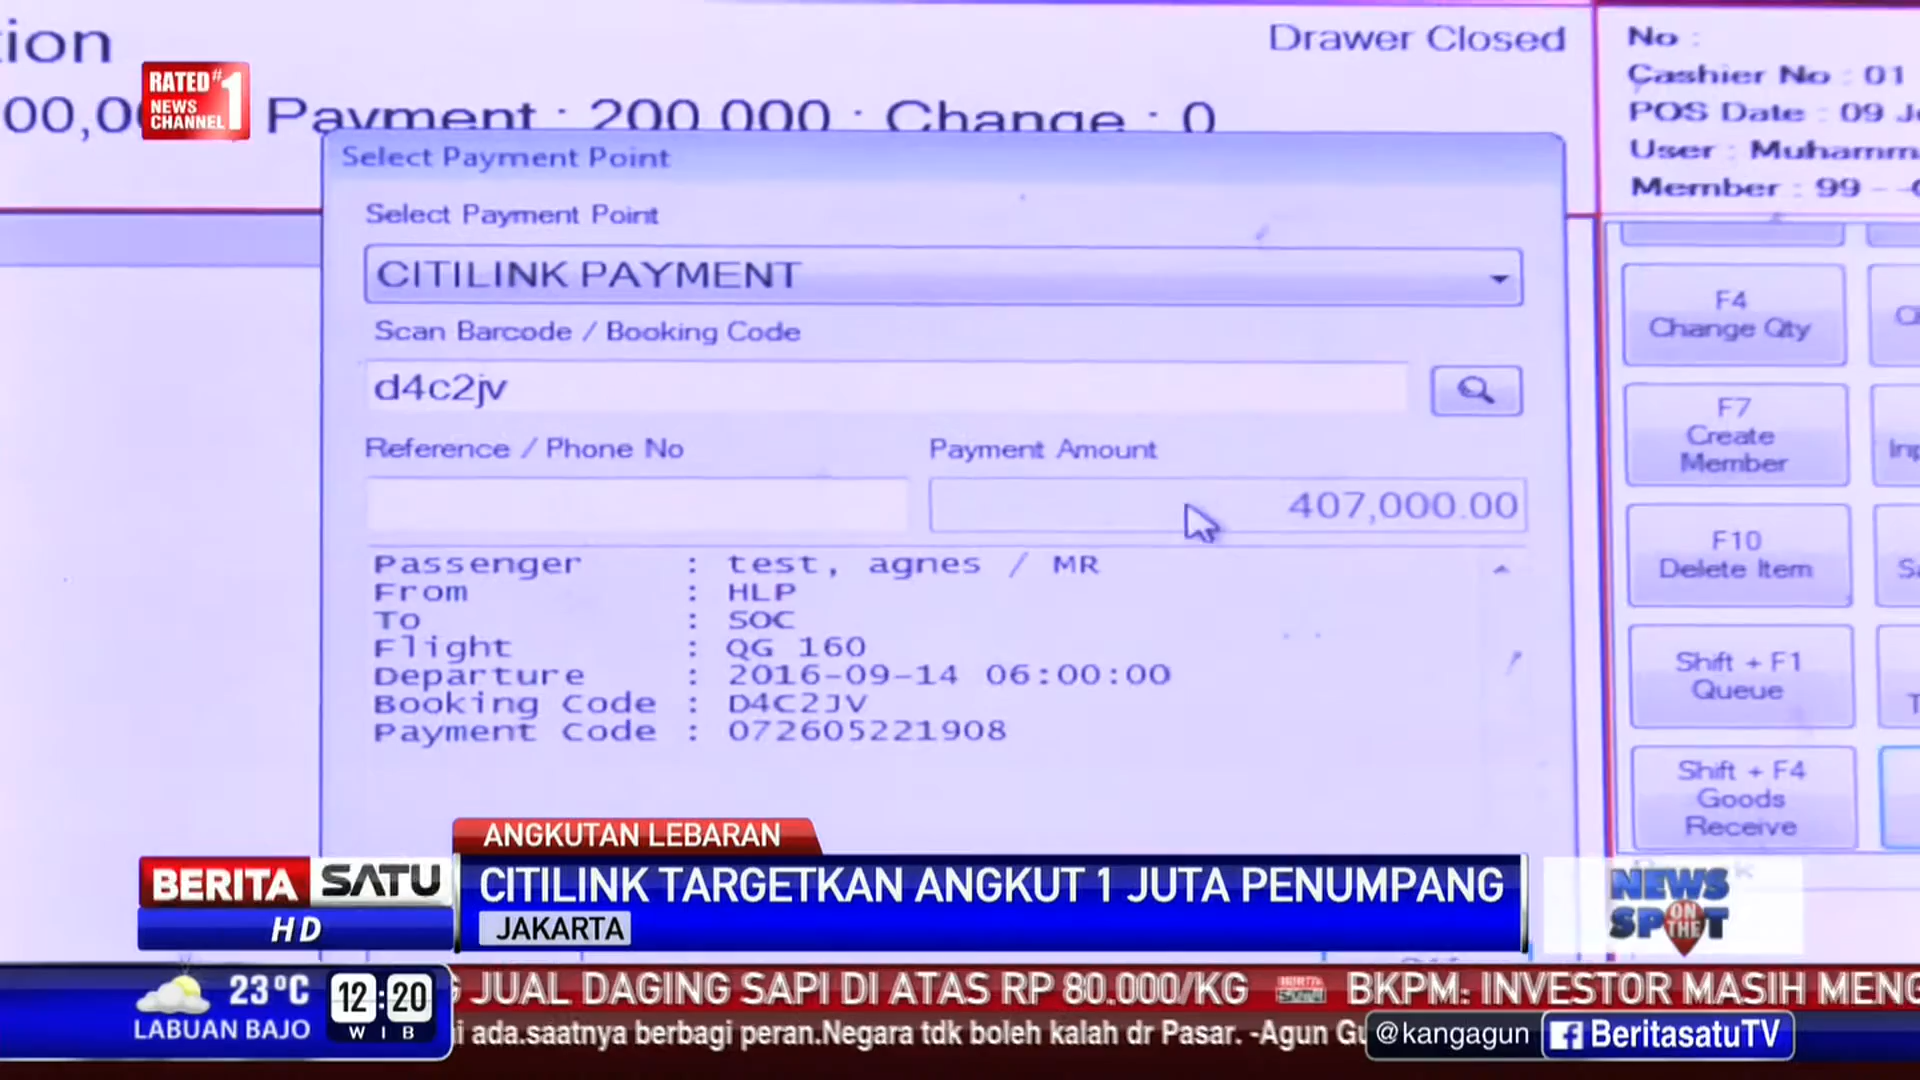 ion
Drawer Closed
00,0
Payment : 200,000 : Change : 0
RATED #1
NEWS
CHANNEL
No :
Cashier No : 01
POS Date : 09 J
User : Muhamm
Member : 99 -
Select Payment Point
Select Payment Point
CITILINK PAYMENT
Scan Barcode / Booking Code
d4c2jv
Reference / Phone No
Payment Amount
407,000.00
Passenger : test, agnes / MR
From : HLP
To : SOC
Flight : QG 160
Departure : 2016-09-14 06:00:00
Booking Code : D4C2JV
Payment Code : 072605221908
F4
Change Qty
F7
Create
Member
F10
Delete Item
Shift + F1
Queue
Shift + F4
Goods
Receive
ANGKUTAN LEBARAN
BERITA SATU
HD
CITILINK TARGETKAN ANGKUT 1 JUTA PENUMPANG
JAKARTA
NEWS
ON THE
SPOT
23°C
LABUAN BAJO
12:20
WIB
G JUAL DAGING SAPI DI ATAS RP 80.000/KG
BERITA SATU
BKPM: INVESTOR MASIH MENG
i ada.saatnya berbagi peran.Negara tdk boleh kalah dr Pasar. -Agun Gu
@kangagun
BeritasatuTV